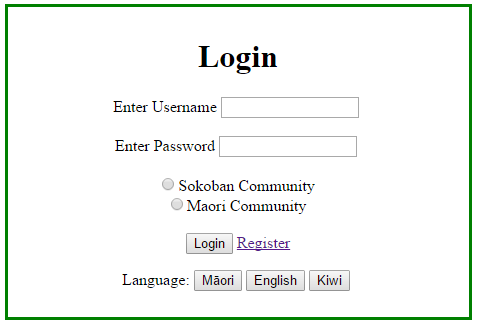 Login
Enter Username
Enter Password
Sokoban Community
Maori Community
Login Register
Language: Māori English Kiwi